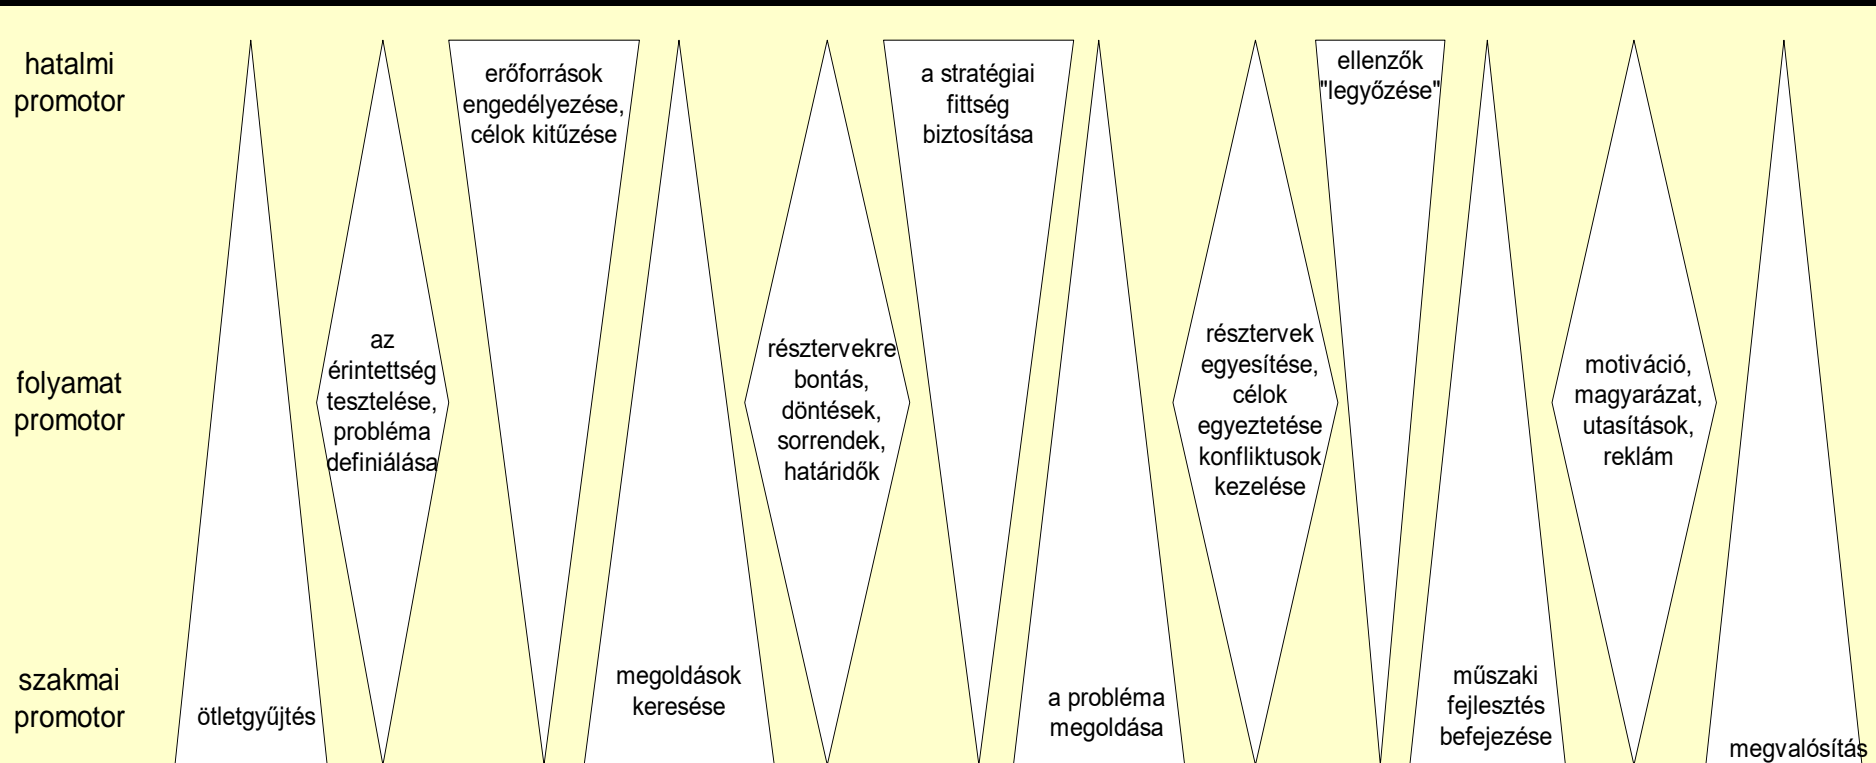 hatalmi
promotor
erőforrások
engedélyezése,
célok kitűzése
a stratégiai
fittség
biztosítása
ellenzők
"legyőzése"
folyamat
promotor
az
érintettség
tesztelése,
probléma
definiálása
résztervekre
bontás,
döntések,
sorrendek,
határidők
résztervek
egyesítése,
célok
egyeztetése
konfliktusok
kezelése
motiváció,
magyarázat,
utasítások,
reklám
szakmai
promotor
ötletgyűjtés
megoldások
keresése
a probléma
megoldása
műszaki
fejlesztés
befejezése
megvalósítás